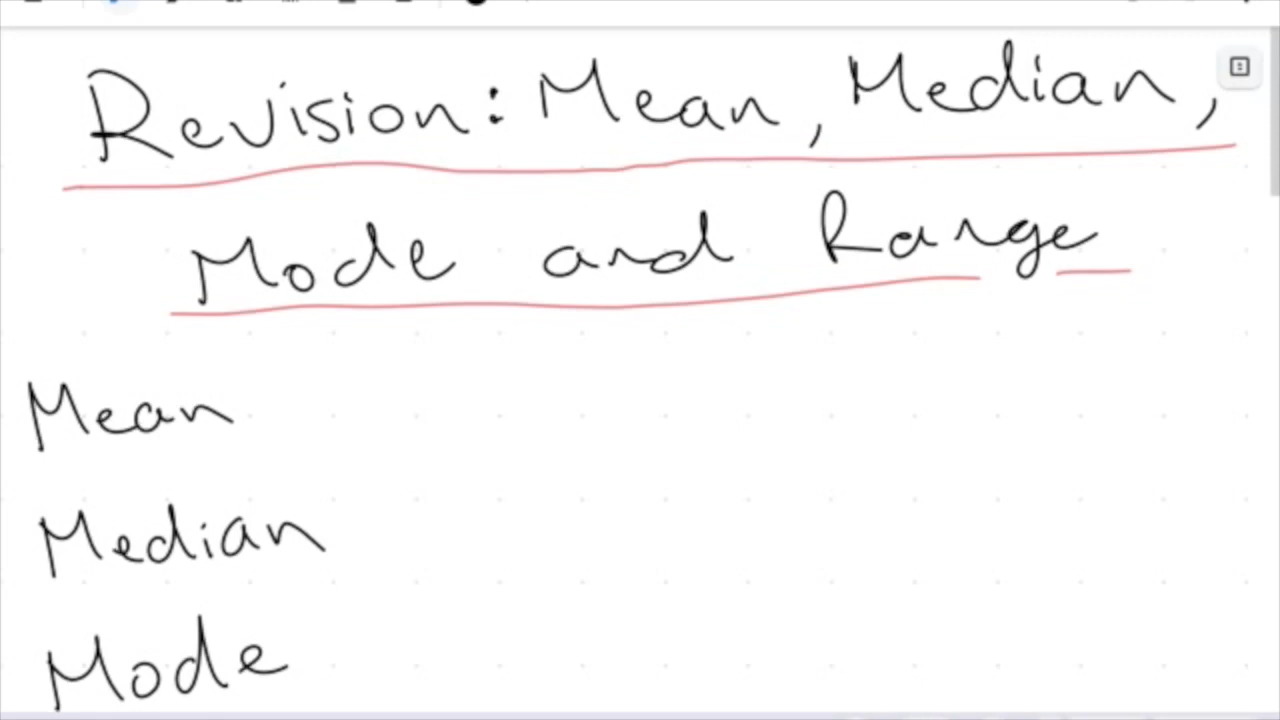 Revision: Mean, Median,
Mode and Range
Mean
Median
Mode